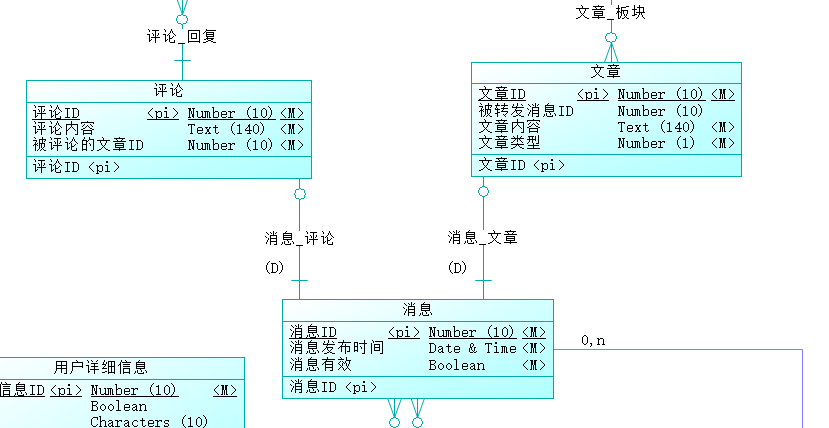 文章_板块
评论_回复
评论
评论ID <pi> Number (10) <M>
评论内容 Text (140) <M>
被评论的文章ID Number (10) <M>
评论ID <pi>
文章
文章ID <pi> Number (10) <M>
被转发消息ID Number (10)
文章内容 Text (140) <M>
文章类型 Number (1) <M>
文章ID <pi>
消息_评论
(D)
消息_文章
(D)
消息
消息ID <pi> Number (10) <M>
消息发布时间 Date & Time <M>
消息有效 Boolean <M>
消息ID <pi>
0,n
用户详细信息
信息ID <pi> Number (10) <M>
Boolean
Characters (10)